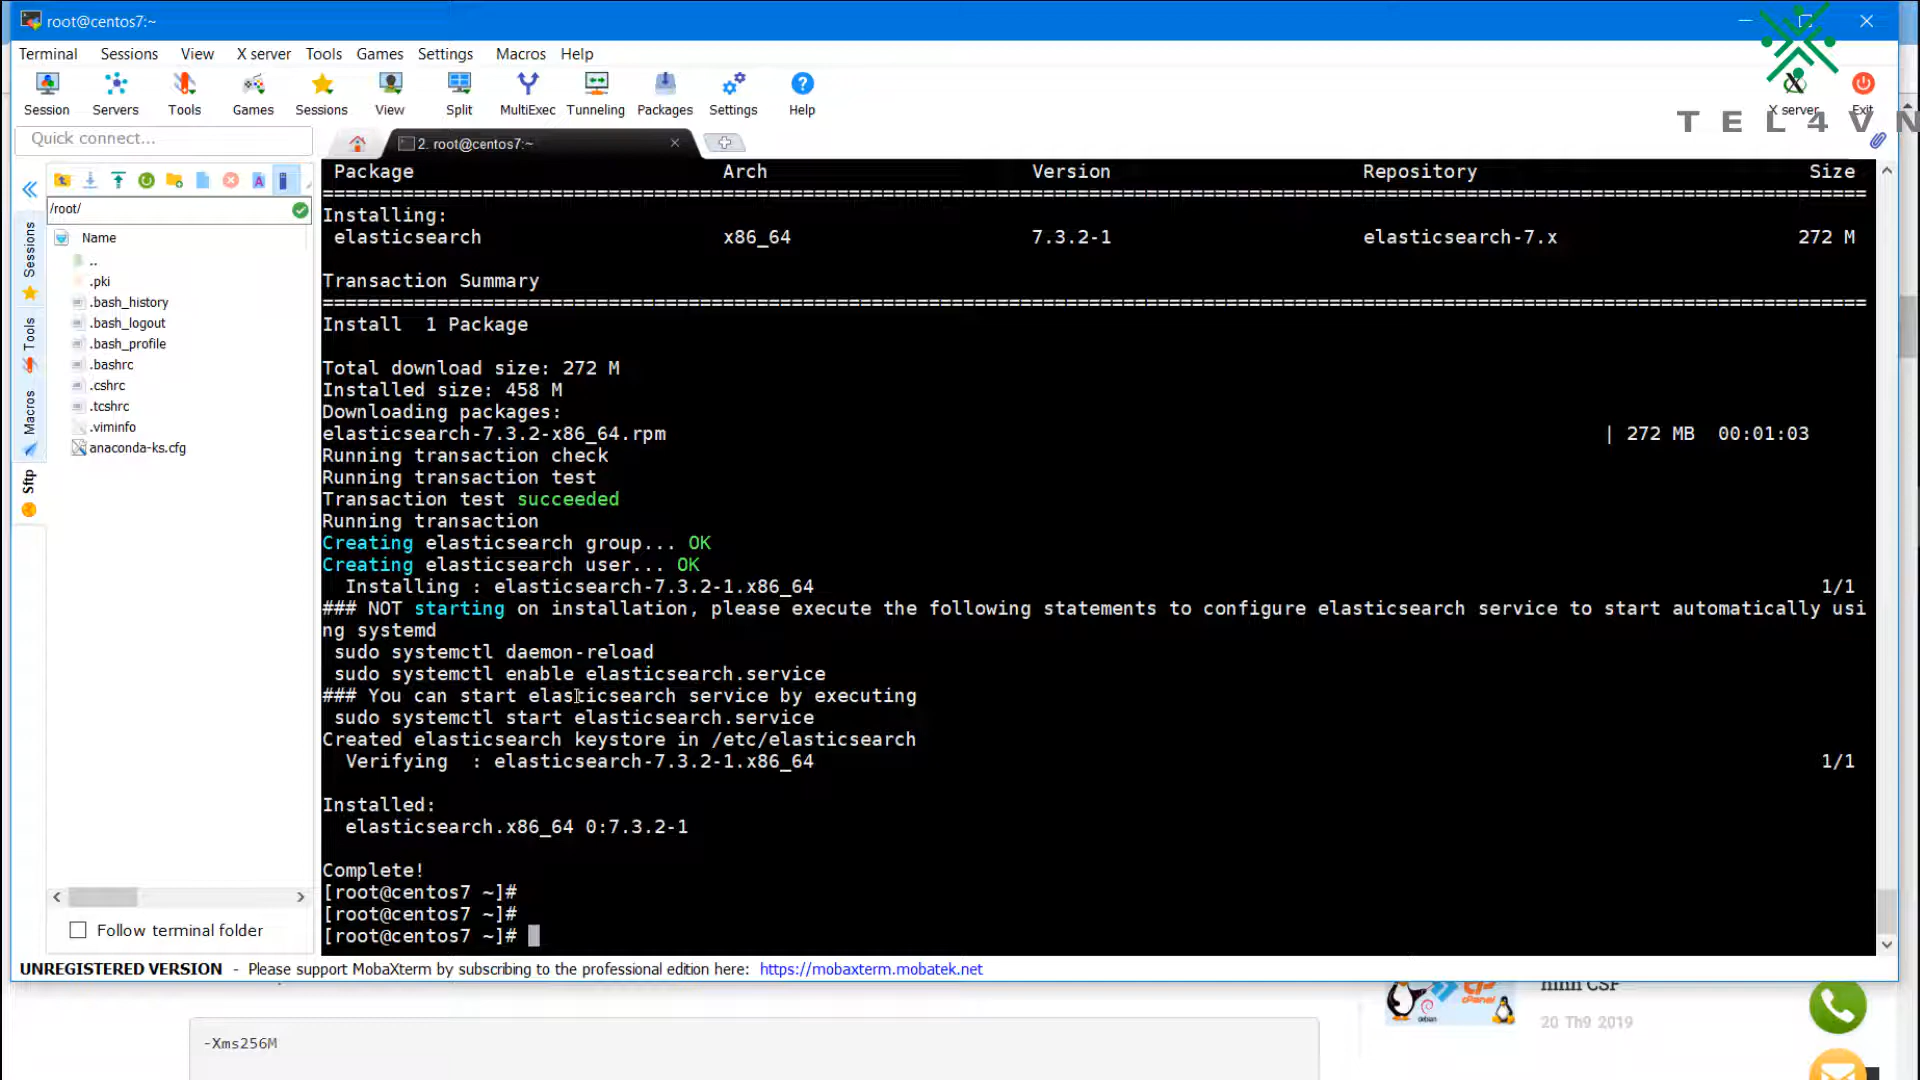 root@centos7:~
Terminal Sessions View X server Tools Games Settings Macros Help
Session Servers Tools Games Sessions View Split MultiExec Tunneling Packages Settings Help X server Exit
TEL4VN
Quick connect...
2. root@centos7:~
/root/
Name
..
.pki
.bash_history
.bash_logout
.bash_profile
.bashrc
.cshrc
.tcshrc
.viminfo
anaconda-ks.cfg
Sessions
Tools
Macros
Sftp
Follow terminal folder
Package Arch Version Repository Size
================================================================================
Installing:
elasticsearch x86_64 7.3.2-1 elasticsearch-7.x 272 M
Transaction Summary
================================================================================
Install  1 Package
Total download size: 272 M
Installed size: 458 M
Downloading packages:
elasticsearch-7.3.2-x86_64.rpm | 272 MB  00:01:03
Running transaction check
Running transaction test
Transaction test succeeded
Running transaction
Creating elasticsearch group... OK
Creating elasticsearch user... OK
Installing : elasticsearch-7.3.2-1.x86_64 1/1
### NOT starting on installation, please execute the following statements to configure elasticsearch service to start automatically usi
ng systemd
sudo systemctl daemon-reload
sudo systemctl enable elasticsearch.service
### You can start elasticsearch service by executing
sudo systemctl start elasticsearch.service
Created elasticsearch keystore in /etc/elasticsearch
Verifying  : elasticsearch-7.3.2-1.x86_64 1/1
Installed:
elasticsearch.x86_64 0:7.3.2-1
Complete!
[root@centos7 ~]#
[root@centos7 ~]#
[root@centos7 ~]#
UNREGISTERED VERSION - Please support MobaXterm by subscribing to the professional edition here: https://mobaxterm.mobatek.net
hình CSF
20 Th9 2019
debian
cPanel
-Xms256M